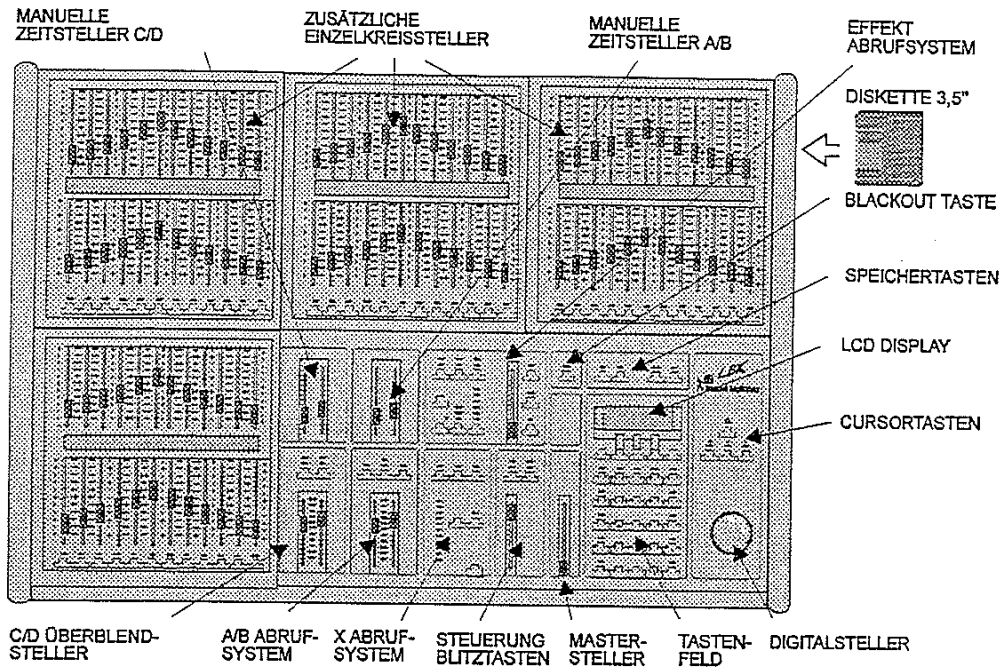 MANUELLE
ZEITSTELLER C/D
ZUSÄTZLICHE
EINZELKREISSTELLER
MANUELLE
ZEITSTELLER A/B
EFFEKT
ABRUFSYSTEM
DISKETTE 3,5"
BLACKOUT TASTE
SPEICHERTASTEN
LCD DISPLAY
CURSORTASTEN
C/D ÜBERBLEND-
STELLER
A/B ABRUF-
SYSTEM
X ABRUF-
SYSTEM
STEUERUNG
BLITZTASTEN
MASTER-
STELLER
TASTEN-
FELD
DIGITALSTELLER